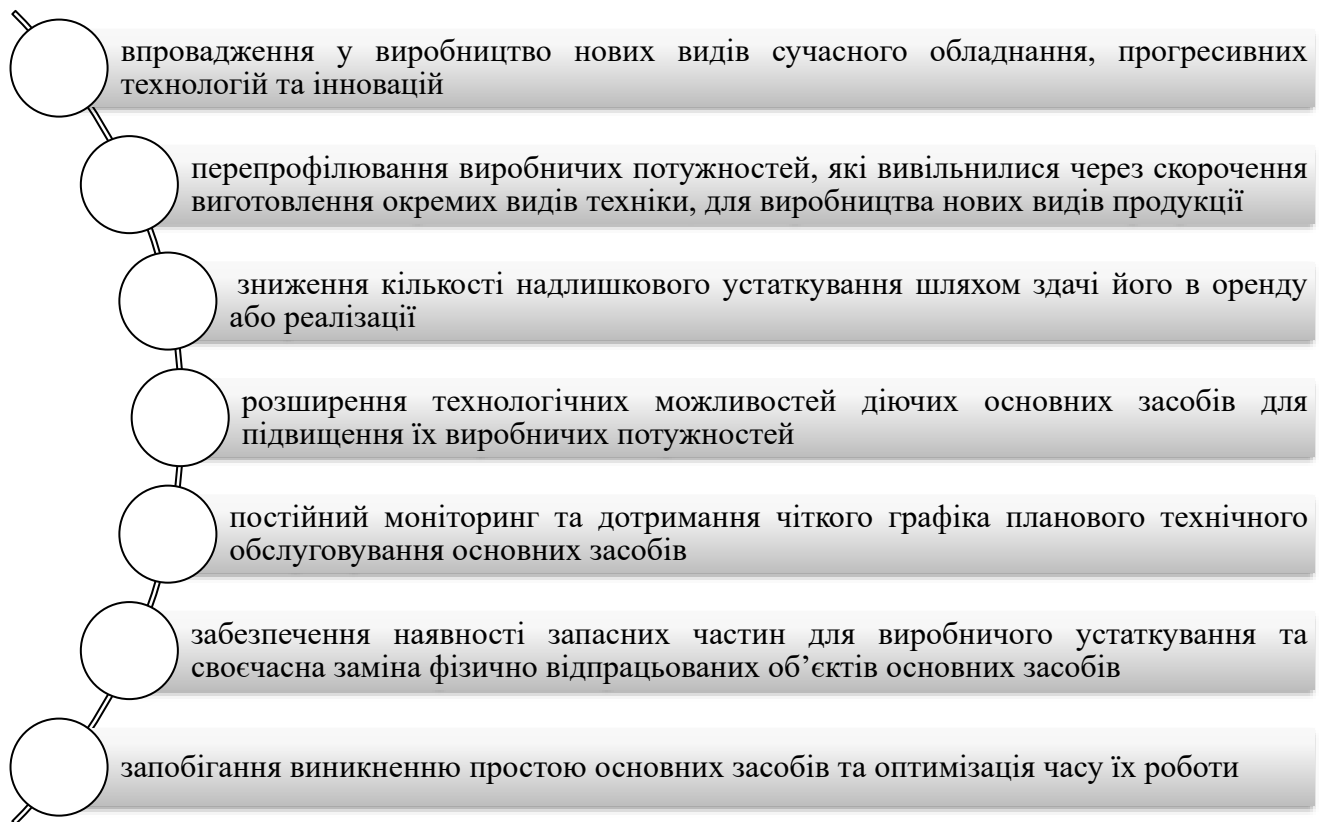 впровадження у виробництво нових видів сучасного обладнання, прогресивних
технологій та інновацій
перепрофілювання виробничих потужностей, які вивільнилися через скорочення
виготовлення окремих видів техніки, для виробництва нових видів продукції
зниження кількості надлишкового устаткування шляхом здачі його в оренду
або реалізації
розширення технологічних можливостей діючих основних засобів для
підвищення їх виробничих потужностей
постійний моніторинг та дотримання чіткого графіка планового технічного
обслуговування основних засобів
забезпечення наявності запасних частин для виробничого устаткування та
своєчасна заміна фізично відпрацьованих об’єктів основних засобів
запобігання виникненню простою основних засобів та оптимізація часу їх роботи